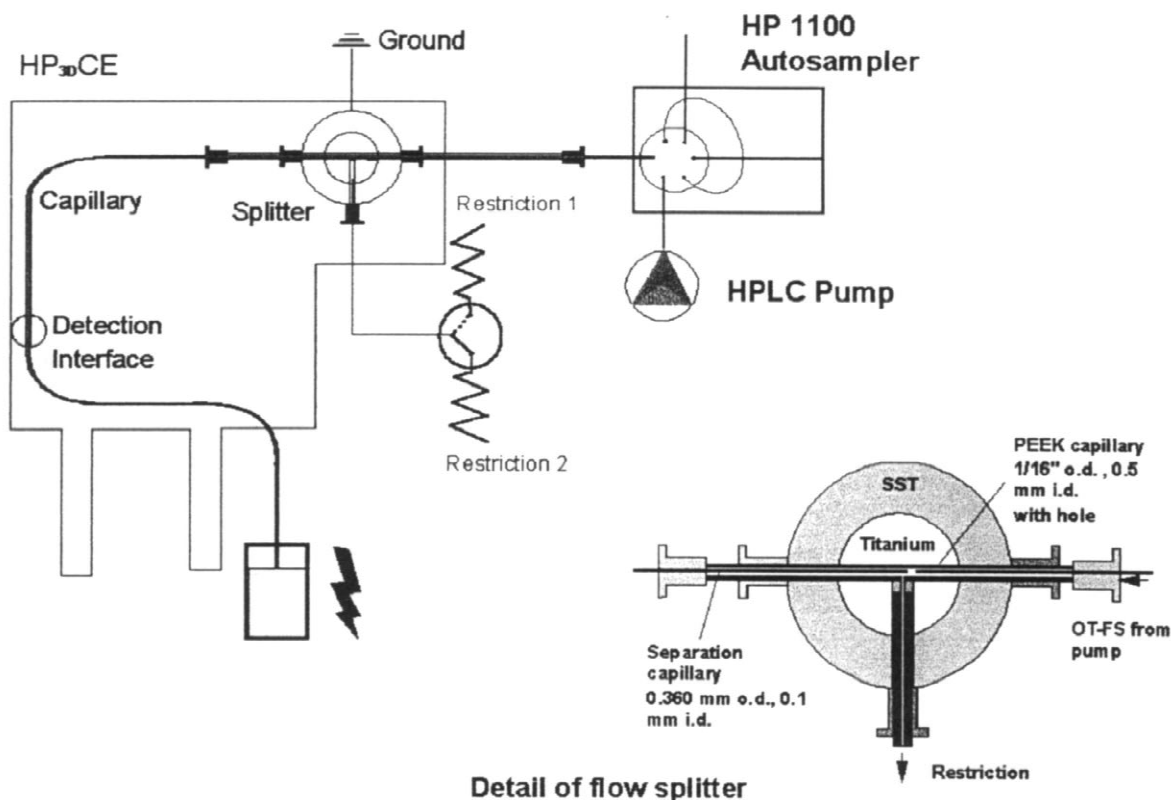 Ground
HP 1100
Autosampler
HP3DCE
Capillary
Splitter
Restriction 1
HPLC Pump
Detection
Interface
Restriction 2
PEEK capillary
1/16" o.d., 0.5
mm i.d.
with hole
SST
Titanium
OT-FS from
pump
Separation
capillary
0.360 mm o.d., 0.1
mm i.d.
Restriction
Detail of flow splitter